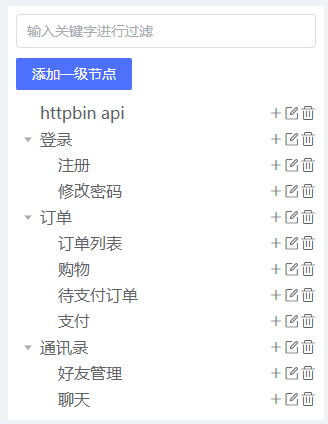 输入关键字进行过滤
添加一级节点
httpbin api
登录
注册
修改密码
订单
订单列表
购物
待支付订单
支付
通讯录
好友管理
聊天